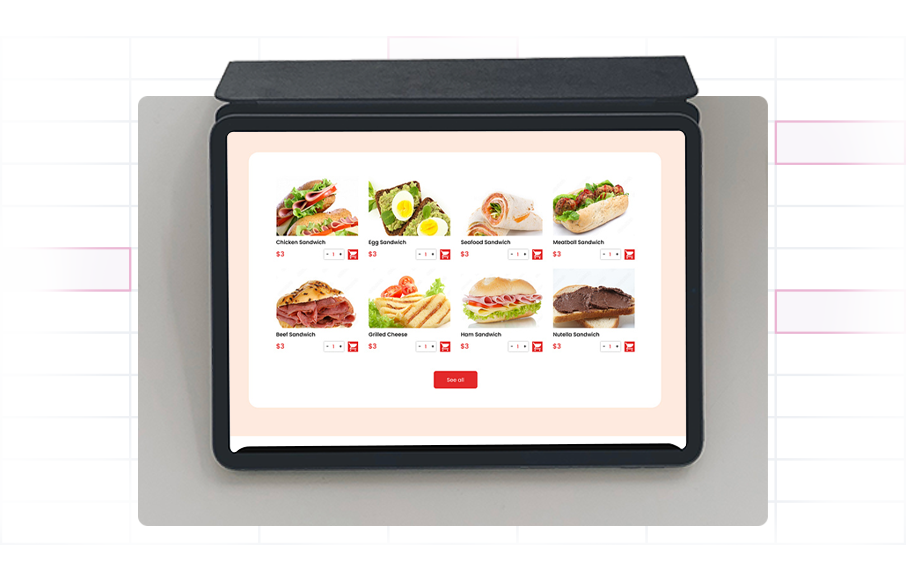 Chicken Sandwich
Egg Sandwich
Seafood Sandwich
Meatball Sandwich
$3 - 1 +
$3 - 1 +
$3 - 1 +
$3 - 1 +
Beef Sandwich
Grilled Cheese
Ham Sandwich
Nutella Sandwich
$3 - 1 +
$3 - 1 +
$3 - 1 +
$3 - 1 +
See all